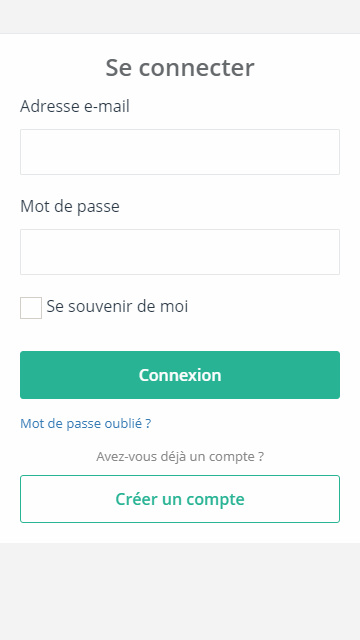 Se connecter
Adresse e-mail
Mot de passe
Se souvenir de moi
Connexion
Mot de passe oublié ?
Avez-vous déjà un compte ?
Créer un compte